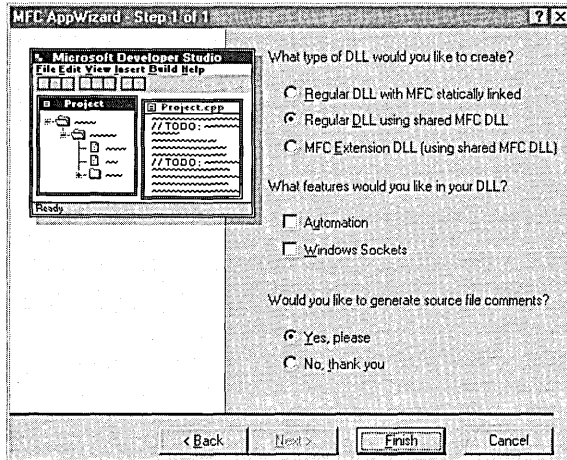 MFC AppWizard - Step 1 of 1
Microsoft Developer Studio
File Edit View Insert Build Help
Project
Project.cpp
//TODO:
//TODO:
Ready
What type of DLL would you like to create?
Regular DLL with MFC statically linked
Regular DLL using shared MFC DLL
MFC Extension DLL (using shared MFC DLL)
What features would you like in your DLL?
Automation
Windows Sockets
Would you like to generate source file comments?
Yes, please
No, thank you
< Back
Next >
Finish
Cancel